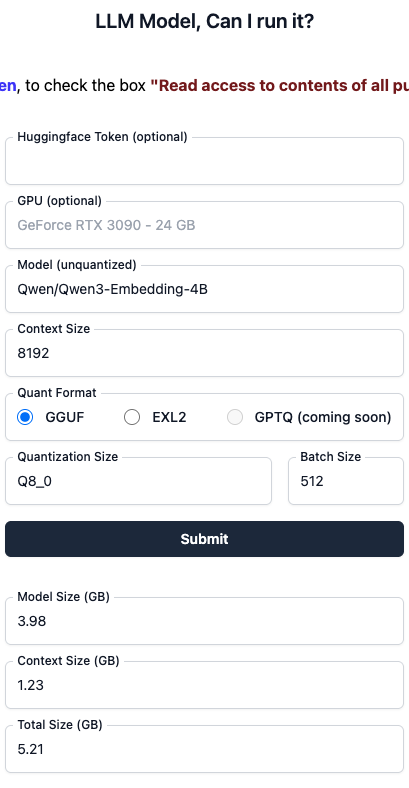 LLM Model, Can I run it?
en, to check the box "Read access to contents of all pu
Huggingface Token (optional)
GPU (optional)
GeForce RTX 3090 - 24 GB
Model (unquantized)
Qwen/Qwen3-Embedding-4B
Context Size
8192
Quant Format
GGUF EXL2 GPTQ (coming soon)
Quantization Size Batch Size
Q8_0 512
Submit
Model Size (GB)
3.98
Context Size (GB)
1.23
Total Size (GB)
5.21